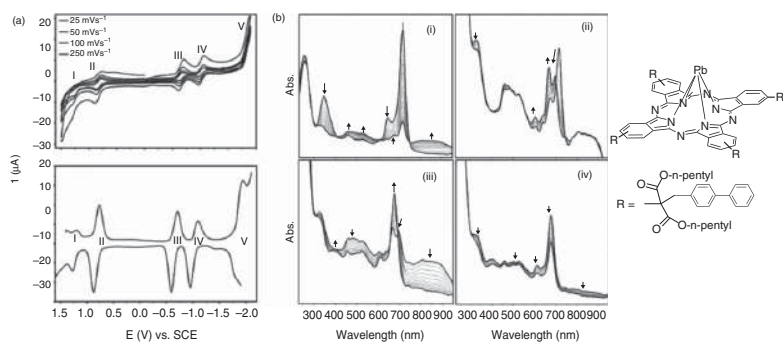 (a)
20
10
0
−10
−20
−30
25 mVs−1
50 mVs−1
100 mVs−1
250 mVs−1
I
II
III
IV
V
20
10
0
−10
−20
−30
I
II
III
IV
V
1 (μA)
1.5 1.0 0.5 0.0 −0.5 −1.0 −1.5 −2.0
E (V) vs. SCE
(b)
(i)
(ii)
Abs.
(iii)
(iv)
Abs.
300 400 500 600 700 800 900
300 400 500 600 700 800 900
Wavelength (nm)
Wavelength (nm)
Pb
R
R
R
R
N
N
N
N
N
N
N
N
R =
O
O-n-pentyl
O
O-n-pentyl